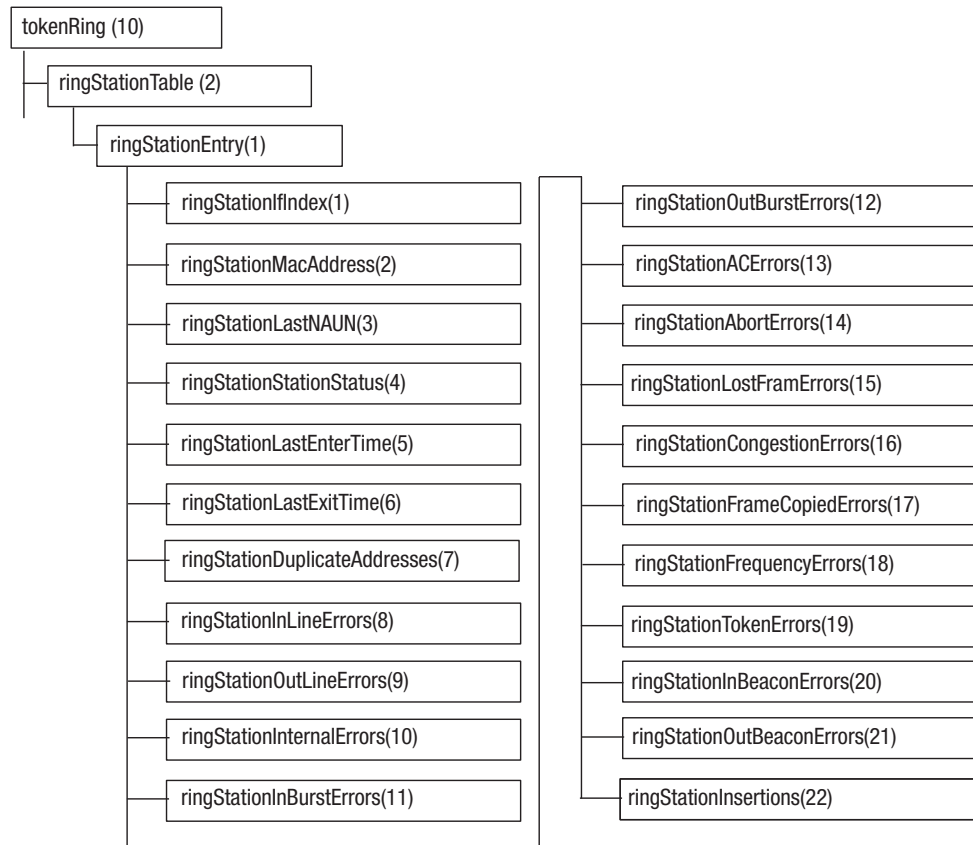 tokenRing (10)
ringStationTable (2)
ringStationEntry(1)
ringStationIfIndex(1)
ringStationMacAddress(2)
ringStationLastNAUN(3)
ringStationStationStatus(4)
ringStationLastEnterTime(5)
ringStationLastExitTime(6)
ringStationDuplicateAddresses(7)
ringStationInLineErrors(8)
ringStationOutLineErrors(9)
ringStationInternalErrors(10)
ringStationInBurstErrors(11)
ringStationOutBurstErrors(12)
ringStationACErrors(13)
ringStationAbortErrors(14)
ringStationLostFramErrors(15)
ringStationCongestionErrors(16)
ringStationFrameCopiedErrors(17)
ringStationFrequencyErrors(18)
ringStationTokenErrors(19)
ringStationInBeaconErrors(20)
ringStationOutBeaconErrors(21)
ringStationInsertions(22)